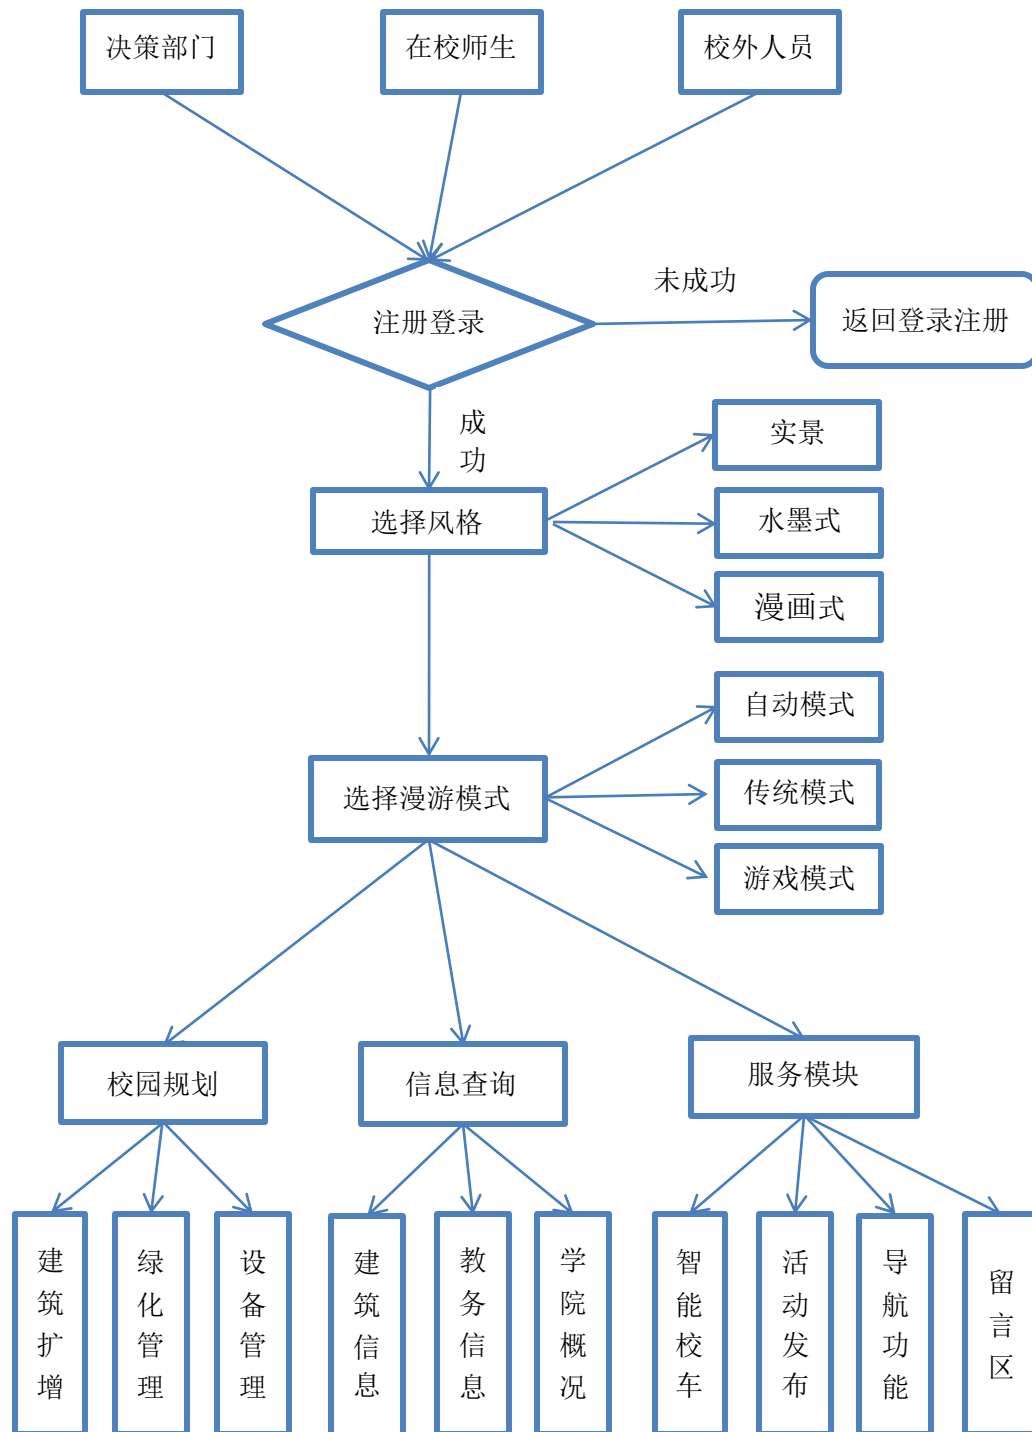 决策部门
在校师生
校外人员
注册登录
未成功
返回登录注册
成
功
选择风格
实景
水墨式
漫画式
选择漫游模式
自动模式
传统模式
游戏模式
校园规划
信息查询
服务模块
建筑扩增
绿化管理
设备管理
建筑信息
教务信息
学院概况
智能校车
活动发布
导航功能
留言区